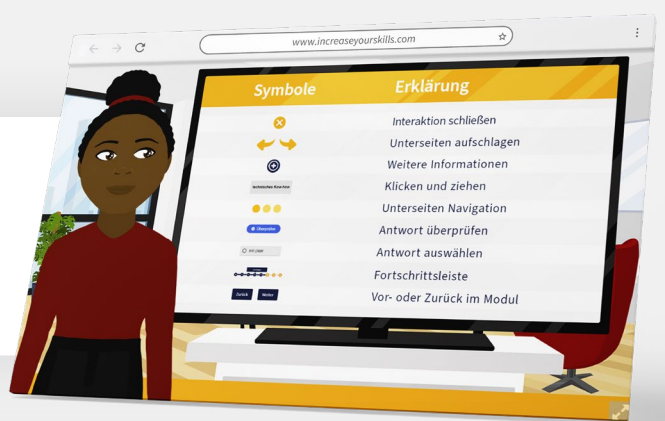 www.increaseyourskills.com
Symbole Erklärung
Interaktion schließen
Unterseiten aufschlagen
Weitere Informationen
Klicken und ziehen
Unterseiten Navigation
Antwort überprüfen
Antwort auswählen
Fortschrittsleiste
Zurück Weiter Vor- oder Zurück im Modul